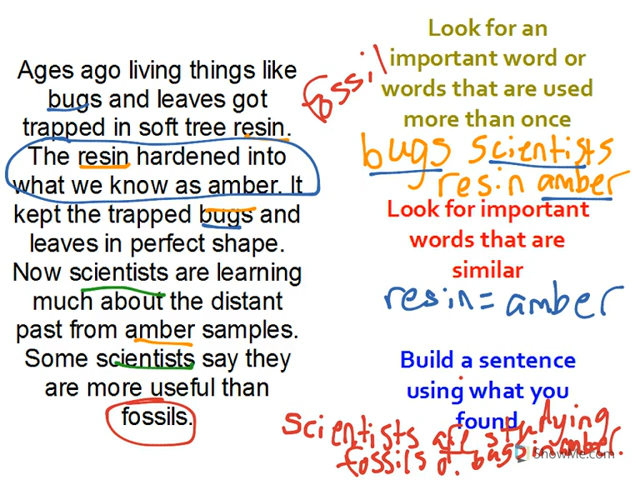 Ages ago living things like
bugs and leaves got
trapped in soft tree resin.
The resin hardened into
what we know as amber. It
kept the trapped bugs and
leaves in perfect shape.
Now scientists are learning
much about the distant
past from amber samples.
Some scientists say they
are more useful than
fossils.
fossil
Look for an
important word or
words that are used
more than once
bugs scientists
resin amber
Look for important
words that are
similar
resin = amber
Build a sentence
using what you
found
Scientists are studying
fossils of bugs in amber.
ShowMe.com